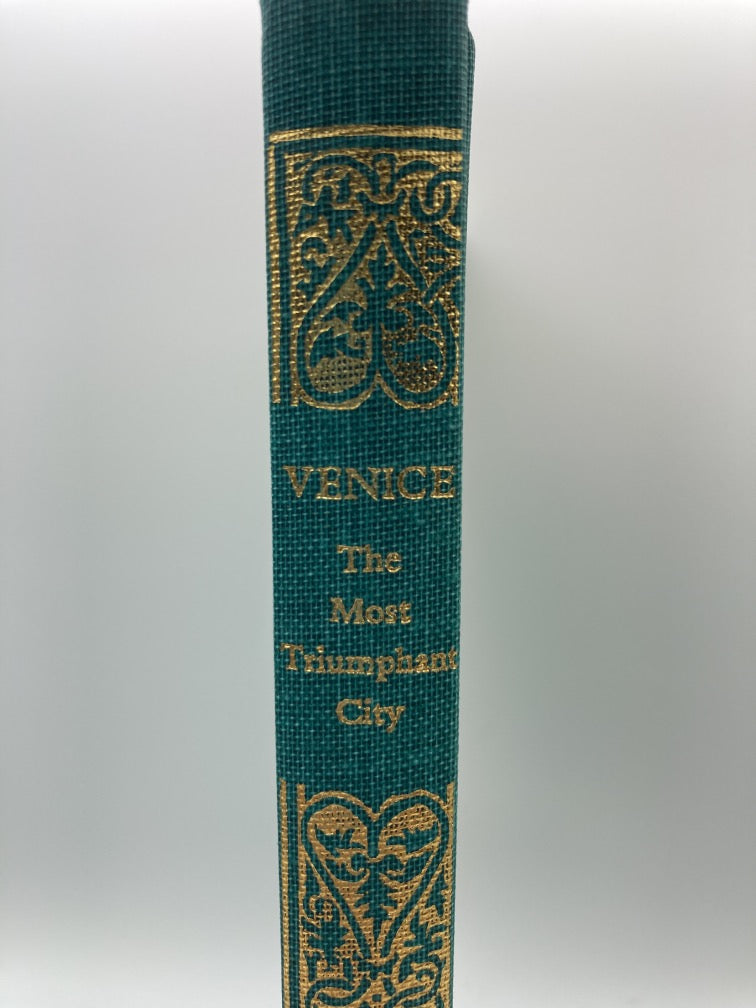 VENICE
The
Most
Triumphant
City